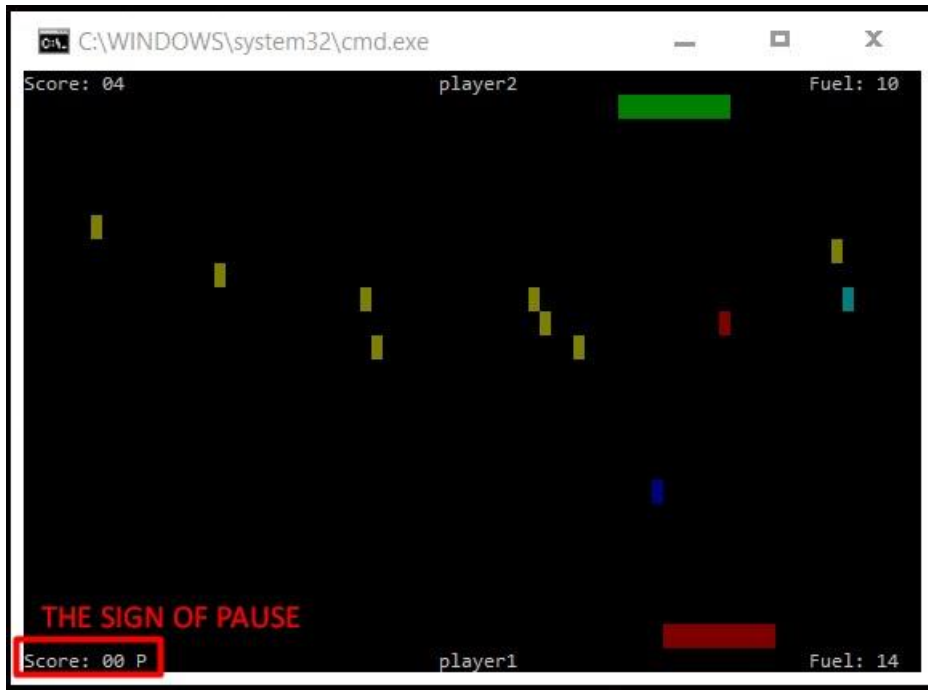 C:\WINDOWS\system32\cmd.exe
Score: 04 player2 Fuel: 10
THE SIGN OF PAUSE
Score: 00 P player1 Fuel: 14